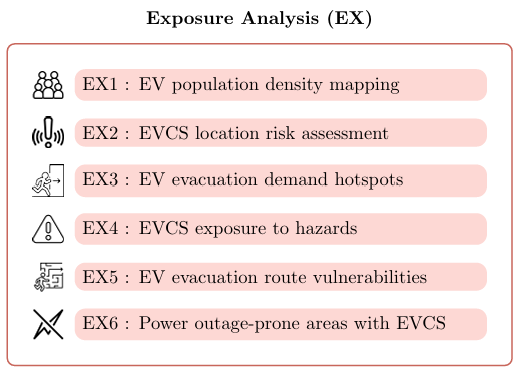 Exposure Analysis (EX)
EX1 : EV population density mapping
EX2 : EVCS location risk assessment
EX3 : EV evacuation demand hotspots
EX4 : EVCS exposure to hazards
EX5 : EV evacuation route vulnerabilities
EX6 : Power outage-prone areas with EVCS